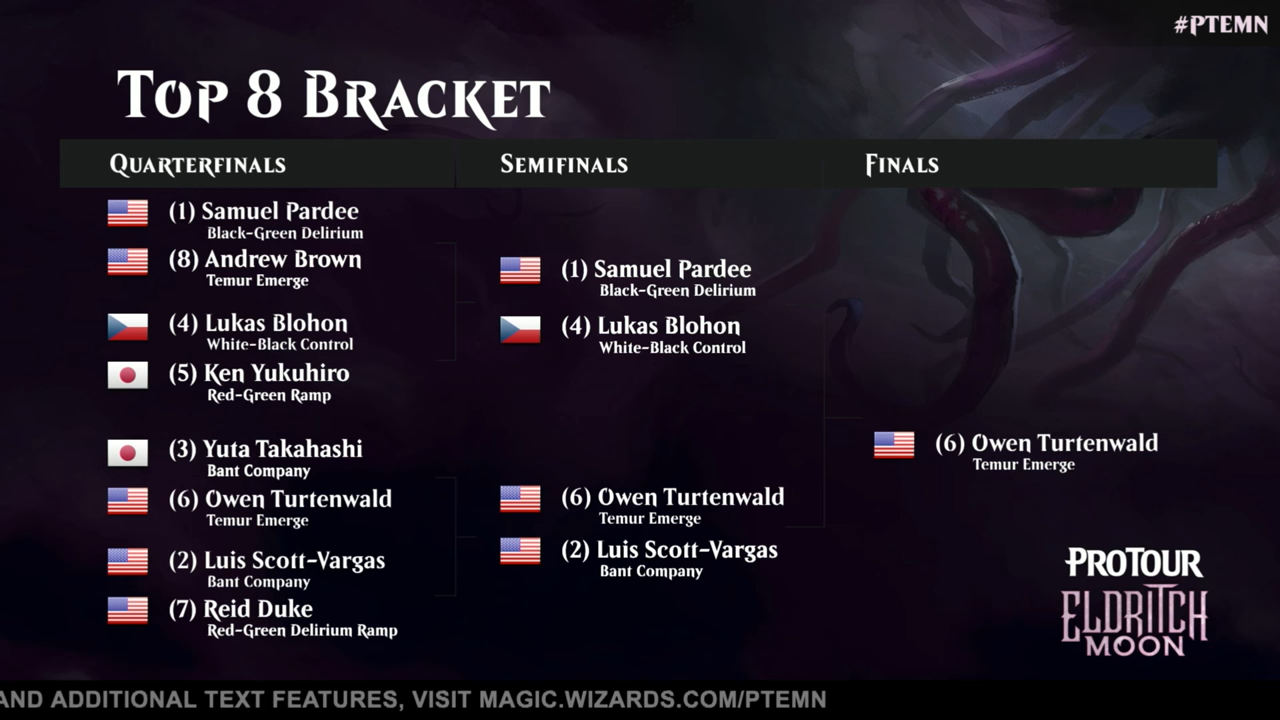 #PTEMN
Top 8 Bracket
Quarterfinals
Semifinals
Finals
(1) Samuel Pardee
Black-Green Delirium
(8) Andrew Brown
Temur Emerge
(4) Lukas Blohon
White-Black Control
(5) Ken Yukuhiro
Red-Green Ramp
(3) Yuta Takahashi
Bant Company
(6) Owen Turtenwald
Temur Emerge
(2) Luis Scott-Vargas
Bant Company
(7) Reid Duke
Red-Green Delirium Ramp
(1) Samuel Pardee
Black-Green Delirium
(4) Lukas Blohon
White-Black Control
(6) Owen Turtenwald
Temur Emerge
(2) Luis Scott-Vargas
Bant Company
(6) Owen Turtenwald
Temur Emerge
PRO TOUR
ELDRITCH
MOON
AND ADDITIONAL TEXT FEATURES, VISIT MAGIC.WIZARDS.COM/PTEMN